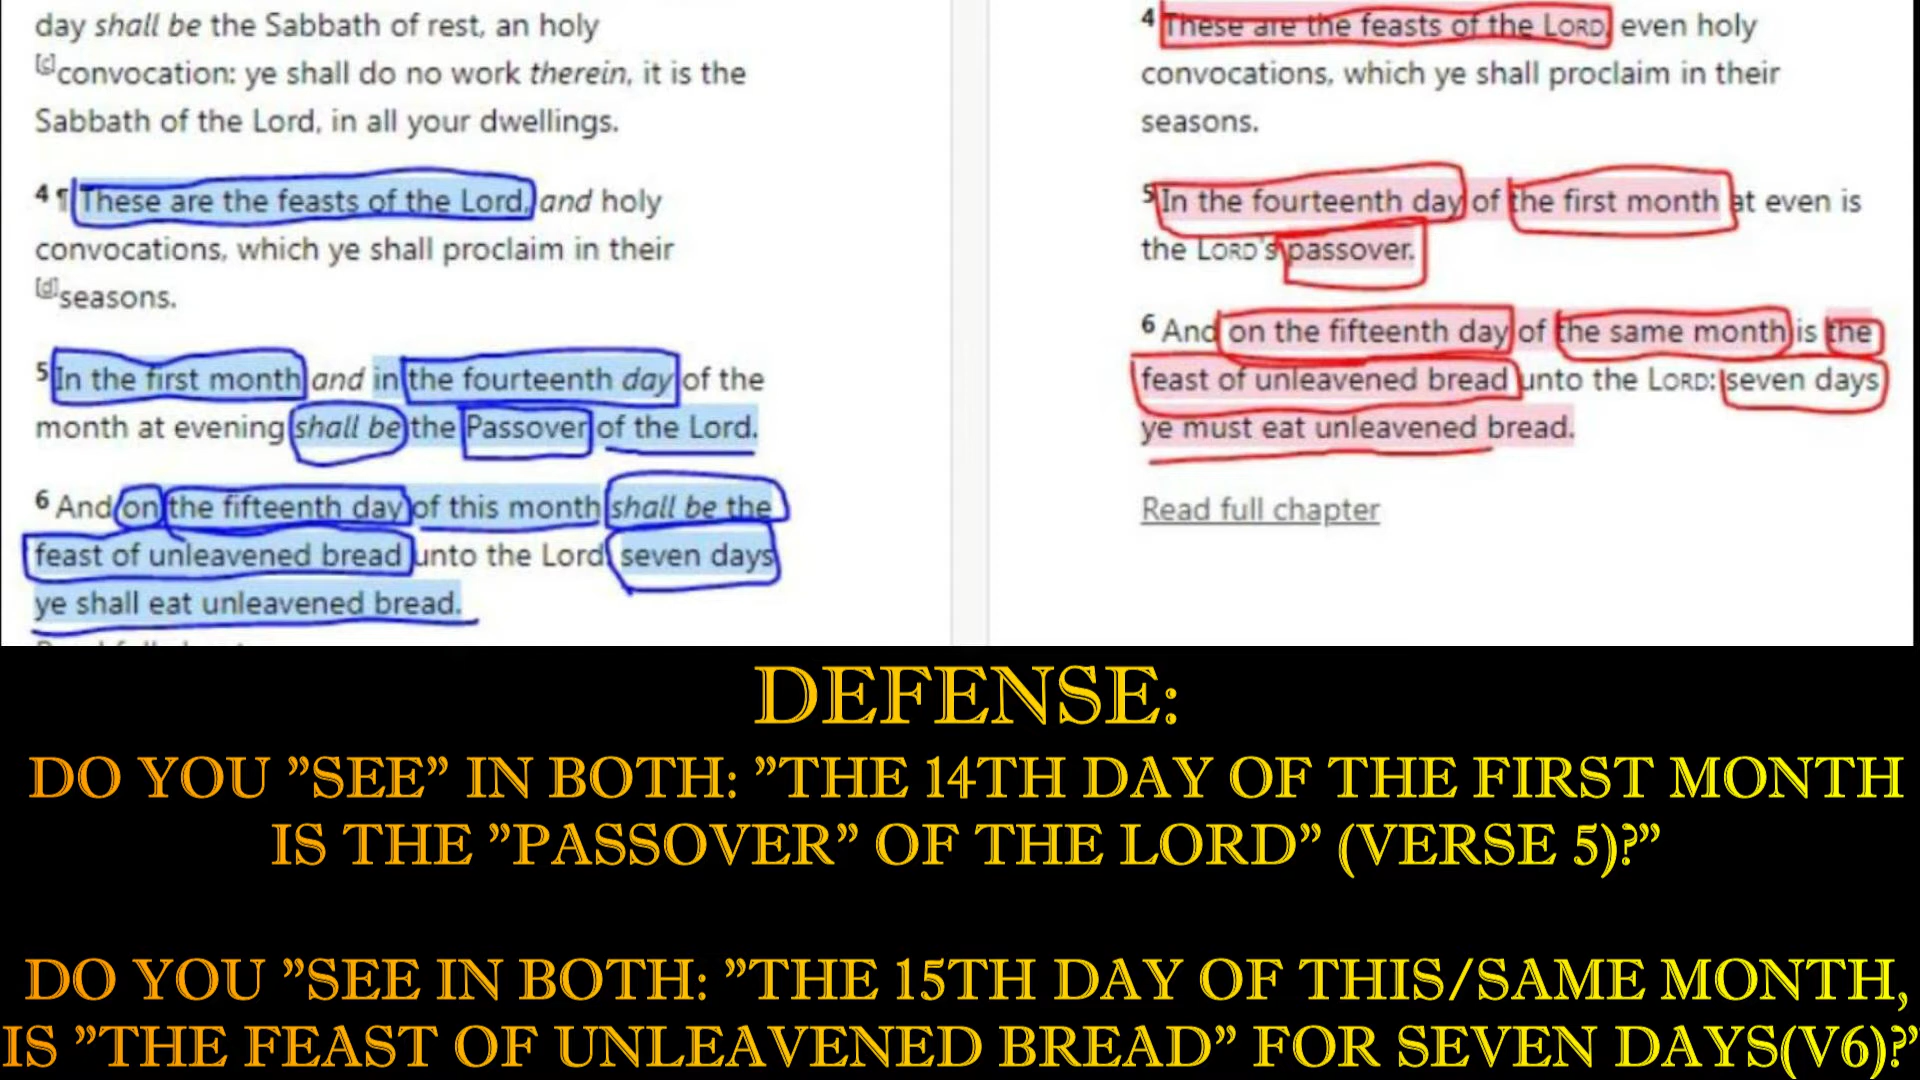 day shall be the Sabbath of rest, an holy
[c]convocation: ye shall do no work therein, it is the
Sabbath of the Lord, in all your dwellings.
4 ¶ These are the feasts of the Lord, and holy
convocations, which ye shall proclaim in their
[d]seasons.
5 In the first month and in the fourteenth day of the
month at evening shall be the Passover of the Lord.
6 And on the fifteenth day of this month shall be the
feast of unleavened bread unto the Lord, seven days
ye shall eat unleavened bread.
4 These are the feasts of the LORD, even holy
convocations, which ye shall proclaim in their
seasons.
5 In the fourteenth day of the first month at even is
the LORD's passover.
6 And on the fifteenth day of the same month is the
feast of unleavened bread unto the LORD: seven days
ye must eat unleavened bread.
Read full chapter
DEFENSE:
DO YOU ”SEE” IN BOTH: ”THE 14TH DAY OF THE FIRST MONTH
IS THE ”PASSOVER” OF THE LORD” (VERSE 5)?”
DO YOU ”SEE IN BOTH: ”THE 15TH DAY OF THIS/SAME MONTH,
IS ”THE FEAST OF UNLEAVENED BREAD” FOR SEVEN DAYS(V6)?”